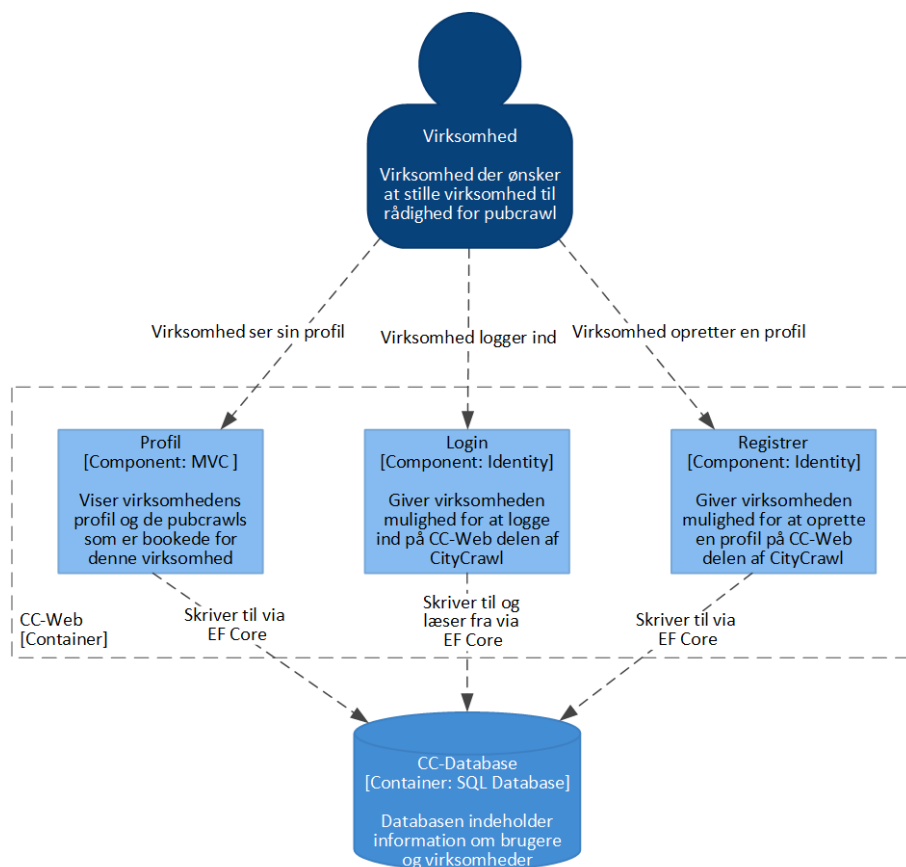 Virksomhed
Virksomhed der ønsker
at stille virksomhed til
rådighed for pubcrawl
Virksomhed ser sin profil
Virksomhed logger ind
Virksomhed opretter en profil
Profil
[Component: MVC ]
Viser virksomhedens
profil og de pubcrawls
som er bookede for
denne virksomhed
Login
[Component: Identity]
Giver virksomheden
mulighed for at logge
ind på CC-Web delen af
CityCrawl
Registrer
[Component: Identity]
Giver virksomheden
mulighed for at oprette
en profil på CC-Web
delen af CityCrawl
CC-Web
[Container]
Skriver til via
EF Core
Skriver til og
læser fra via
EF Core
Skriver til via
EF Core
CC-Database
[Container: SQL Database]
Databasen indeholder
information om brugere
og virksomheder